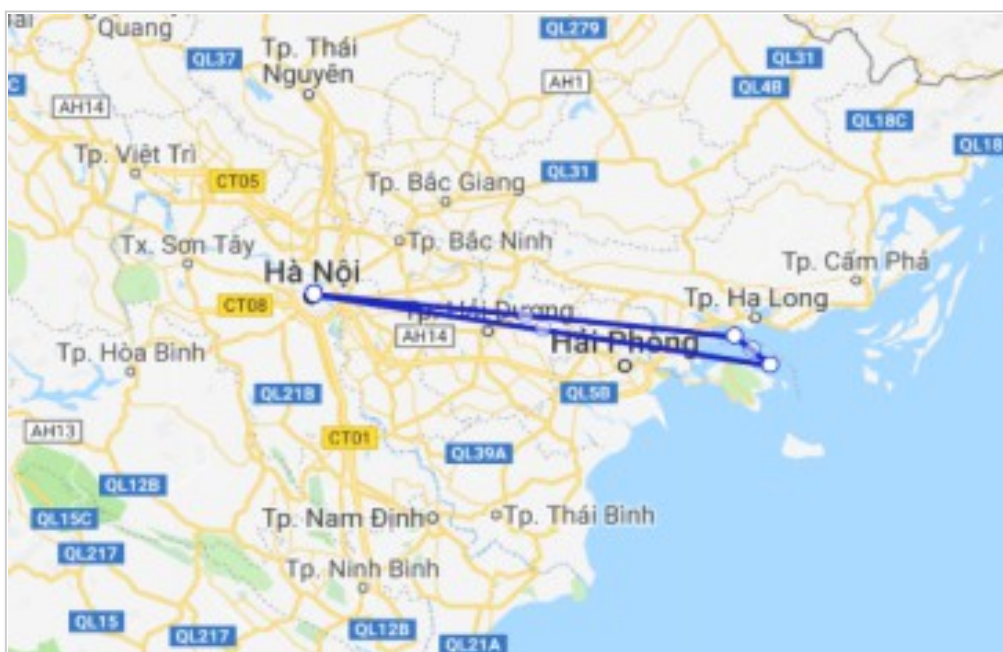 Quang
QL279
QL31
QL37
Tp. Thái
Nguyên
AH1
QL4B
AH14
QL18C
QL18
Tp. Việt Trì
CT05
Tp. Bắc Giang
QL31
Tx. Sơn Tây
Tp. Bắc Ninh
Hà Nội
Tp. Cẩm Phả
CT08
Tp. Hải Dương
Tp. Hạ Long
AH14
Hải Phòng
Tp. Hòa Bình
QL21B
QL5B
AH13
CT01
QL39A
QL12B
QL15C
Tp. Nam Định
Tp. Thái Bình
QL217
Tp. Ninh Bình
QL15
QL217
QL12B
QL21A